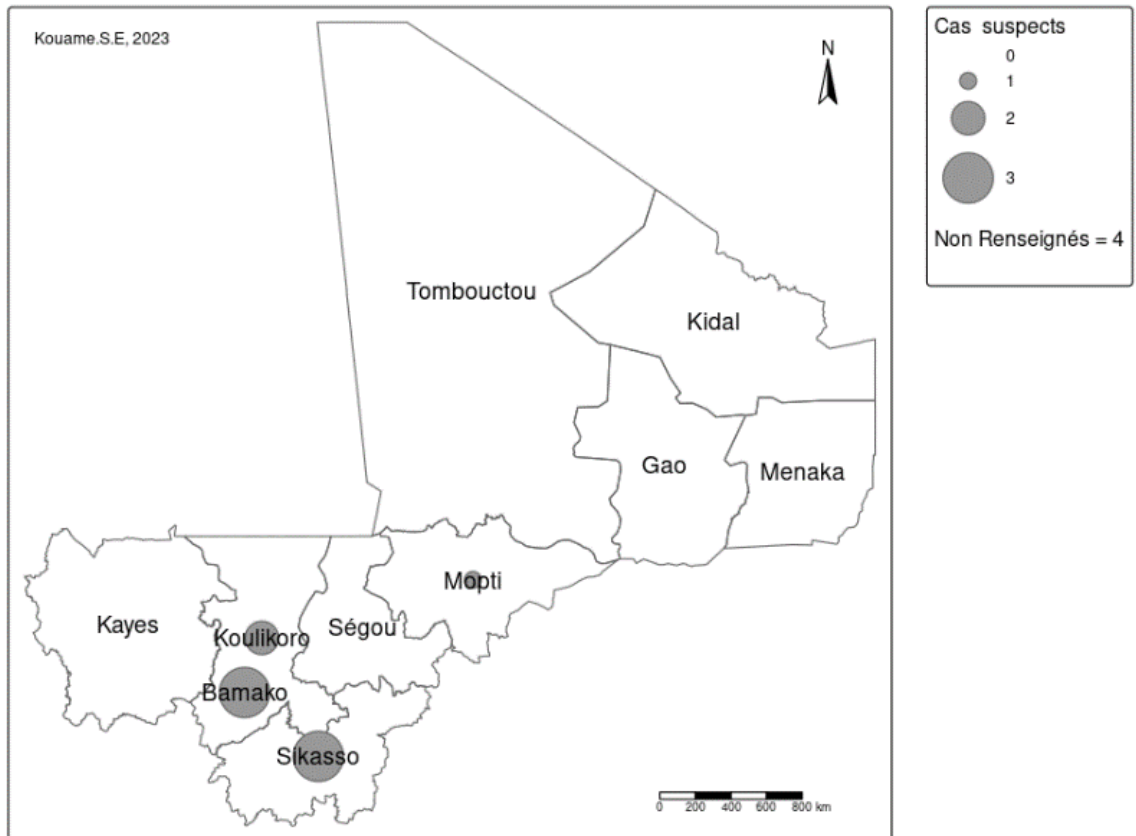 Kouame.S.E, 2023
N
Tombouctou
Kidal
Gao
Menaka
Mopti
Kayes
Koulikoro
Ségou
Bamako
Sikasso
0 200 400 600 800 km
Cas suspects
0
1
2
3
Non Renseignés = 4